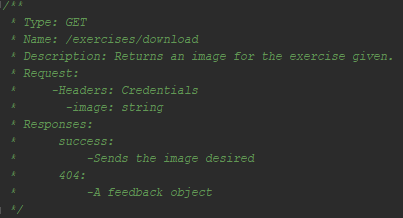 /**
* Type: GET
* Name: /exercises/download
* Description: Returns an image for the exercise given.
* Request:
*     -Headers: Credentials
*       -image: string
* Responses:
*      success:
*          -Sends the image desired
*      404:
*          -A feedback object
*/